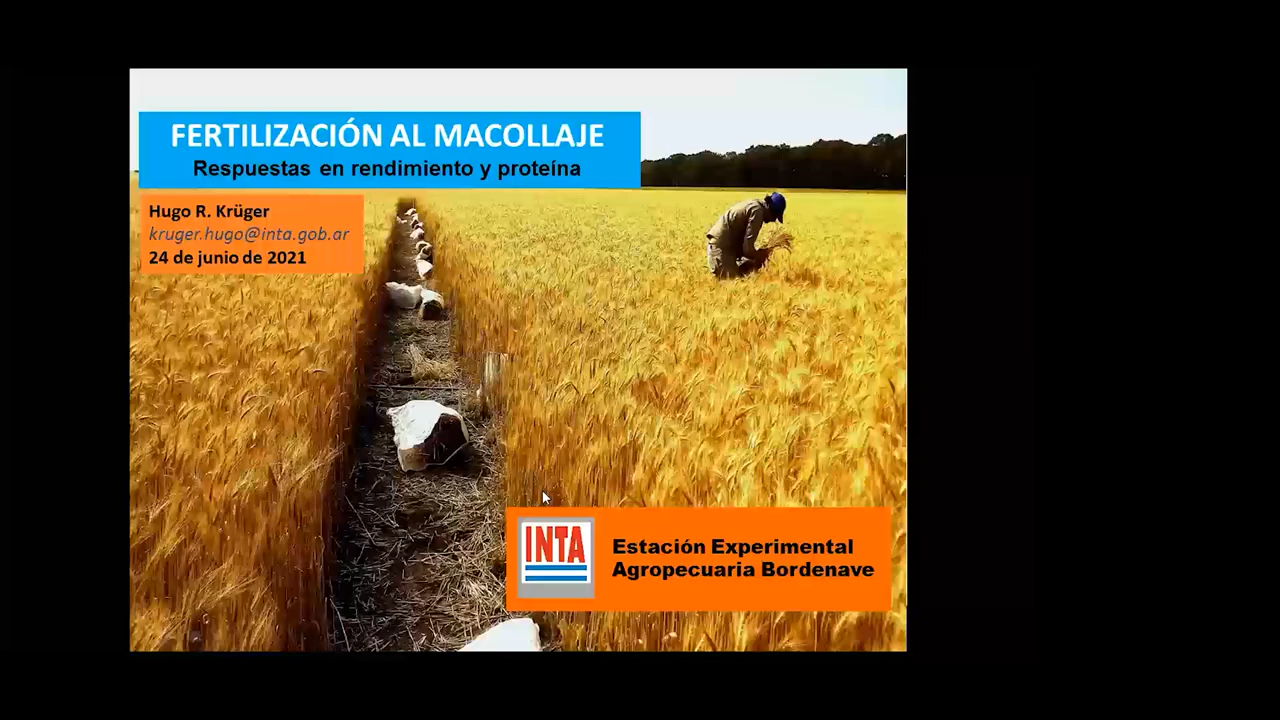 FERTILIZACIÓN AL MACOLLAJE
Respuestas en rendimiento y proteína
Hugo R. Krüger
kruger.hugo@inta.gob.ar
24 de junio de 2021
INTA
Estación Experimental
Agropecuaria Bordenave